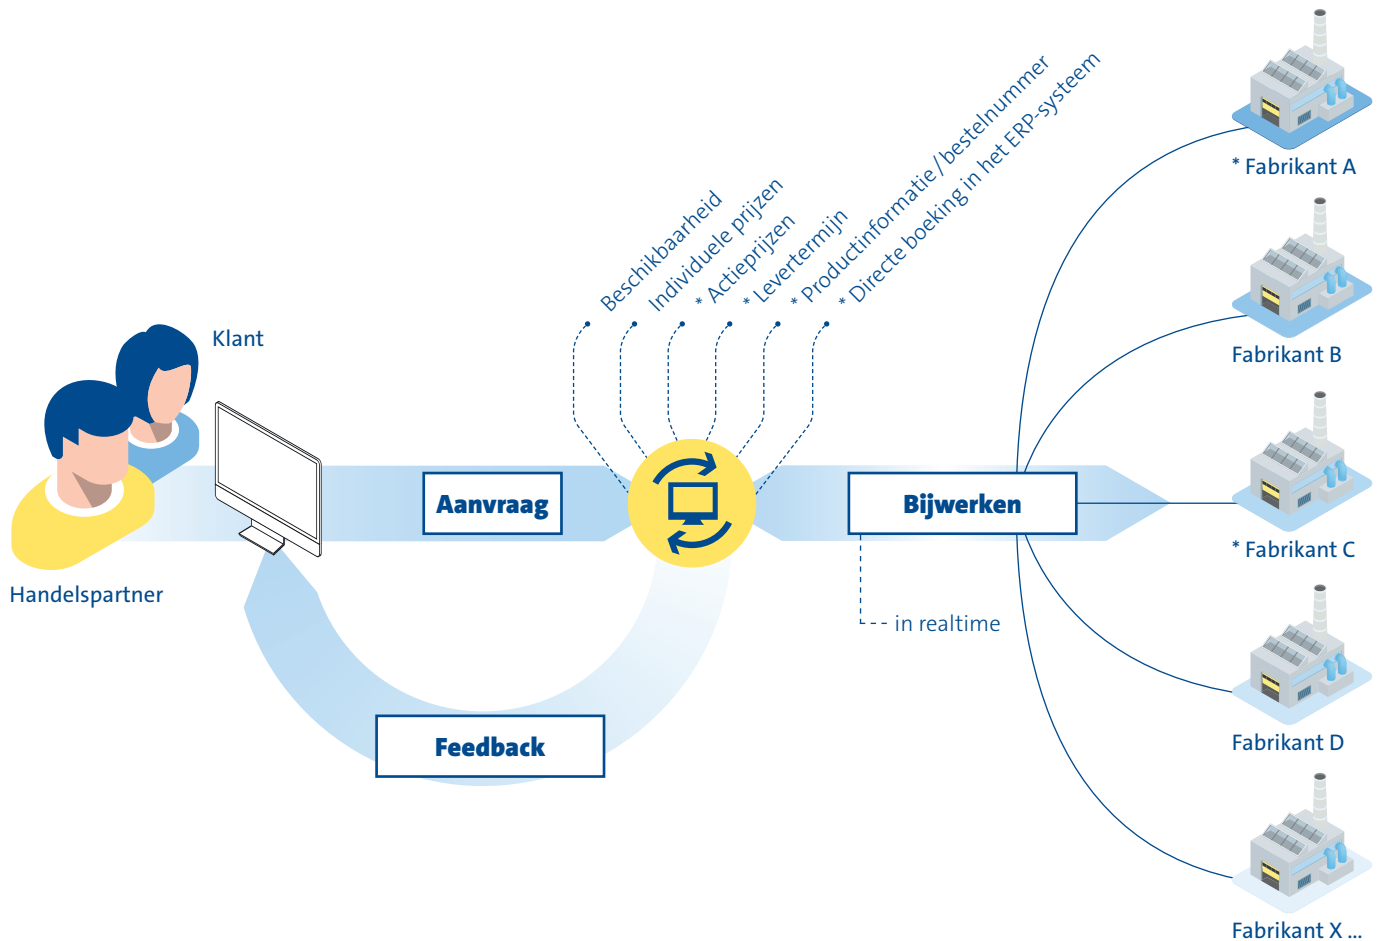 Beschikbaarheid
Individuele prijzen
* Actieprijzen
* Levertermijn
* Productinformatie / bestelnummer
* Directe boeking in het ERP-systeem
Klant
Handelspartner
Aanvraag
Bijwerken
in realtime
Feedback
* Fabrikant A
Fabrikant B
* Fabrikant C
Fabrikant D
Fabrikant X ...